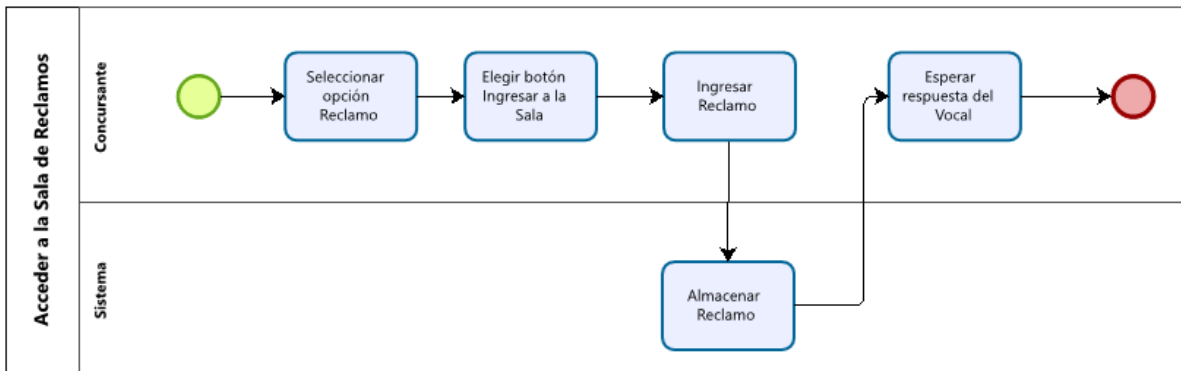 Acceder a la Sala de Reclamos
Concursante
Seleccionar
opción
Reclamo
Elegir botón
Ingresar a la
Sala
Ingresar
Reclamo
Esperar
respuesta del
Vocal
Sistema
Almacenar
Reclamo